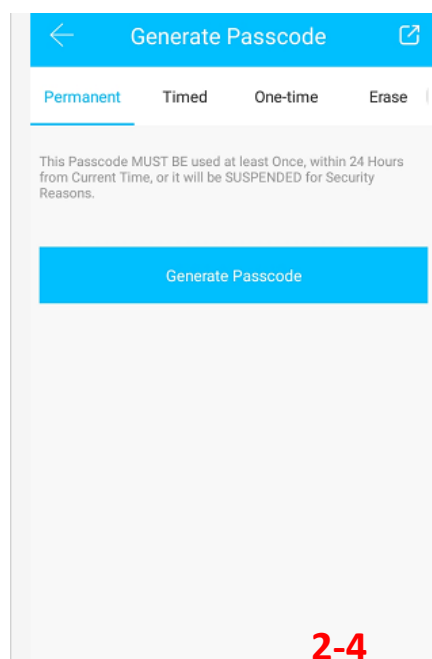 Generate Passcode
Permanent Timed One-time Erase
This Passcode MUST BE used at least Once, within 24 Hours
from Current Time, or it will be SUSPENDED for Security
Reasons.
Generate Passcode
2-4